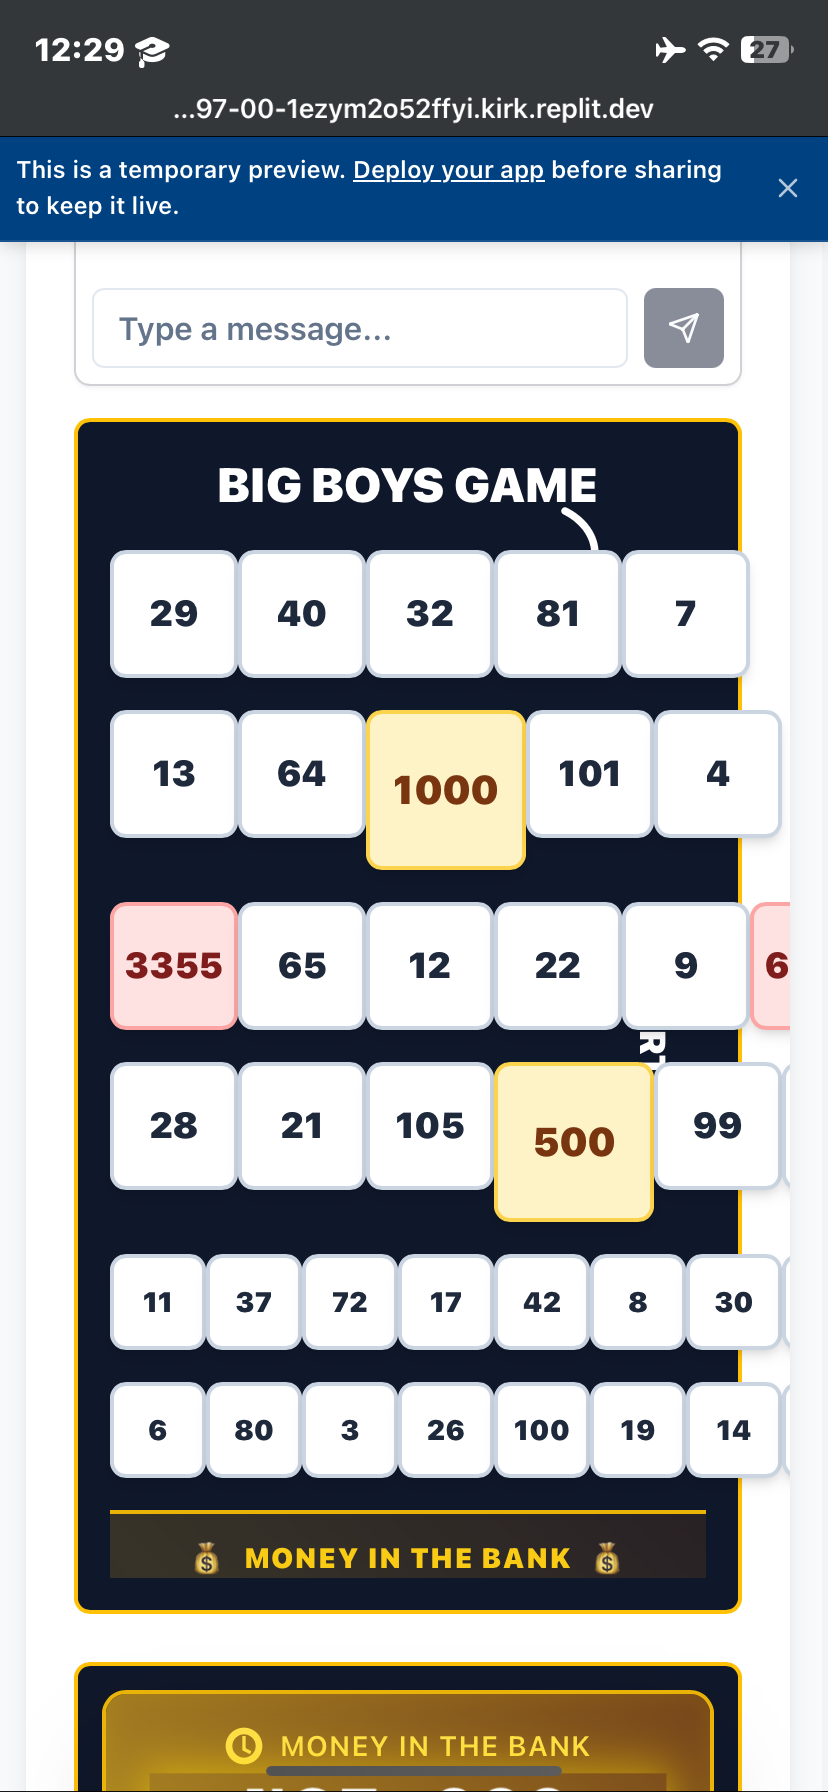 12:29
27
...97-00-1ezym2o52ffyi.kirk.replit.dev
This is a temporary preview. Deploy your app before sharing
to keep it live.
Type a message...
BIG BOYS GAME
29 40 32 81 7
13 64 1000 101 4
3355 65 12 22 9 6
RT
28 21 105 500 99
11 37 72 17 42 8 30
6 80 3 26 100 19 14
MONEY IN THE BANK
MONEY IN THE BANK